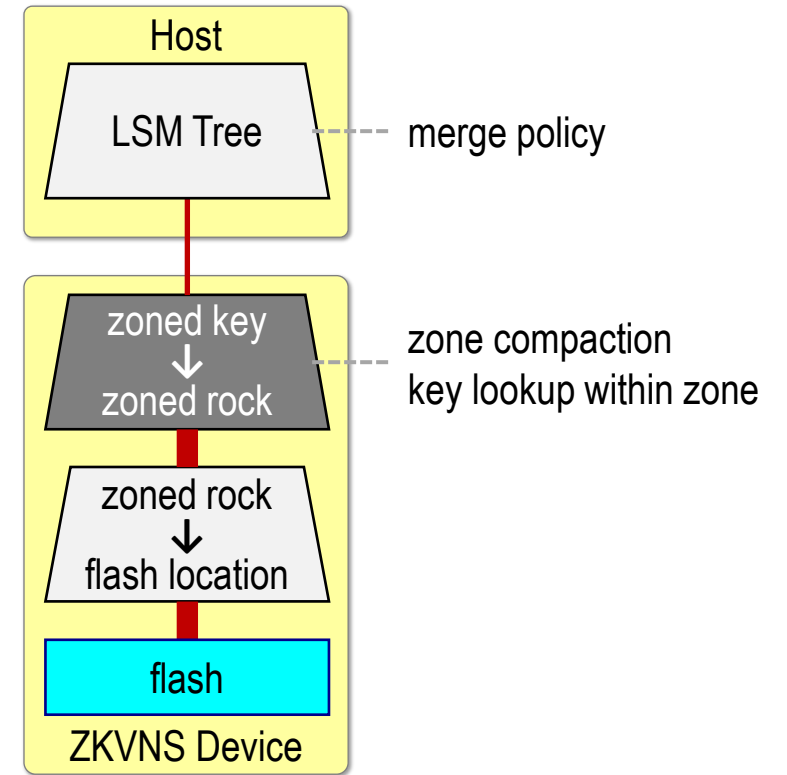 Host
LSM Tree
merge policy
zoned key
↓
zoned rock
zone compaction
key lookup within zone
zoned rock
↓
flash location
flash
ZKVNS Device